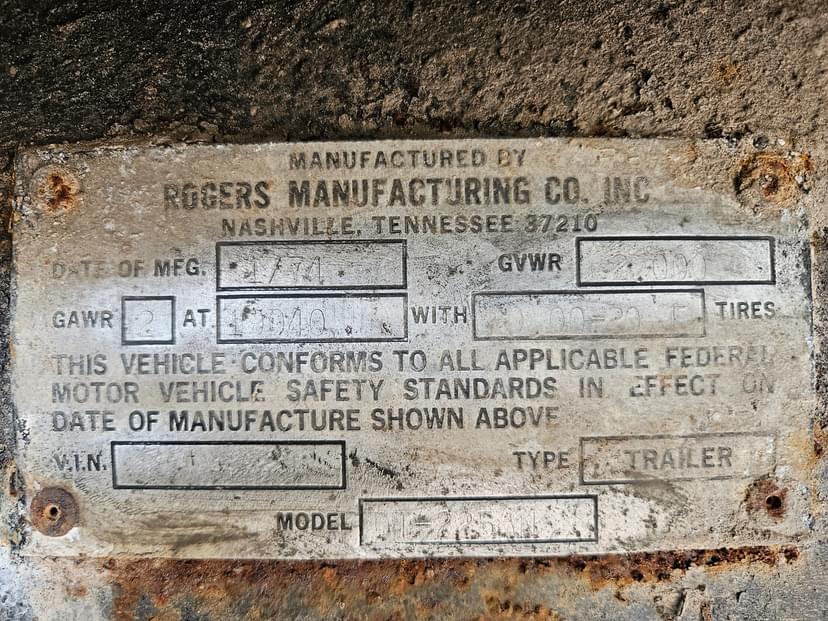 MANUFACTURED BY
ROGERS MANUFACTURING CO. INC
NASHVILLE, TENNESSEE 37210
DATE OF MFG. 1/74 GVWR
GAWR 2 AT WITH TIRES
THIS VEHICLE CONFORMS TO ALL APPLICABLE FEDERAL
MOTOR VEHICLE SAFETY STANDARDS IN EFFECT ON
DATE OF MANUFACTURE SHOWN ABOVE
V.I.N. TYPE TRAILER
MODEL